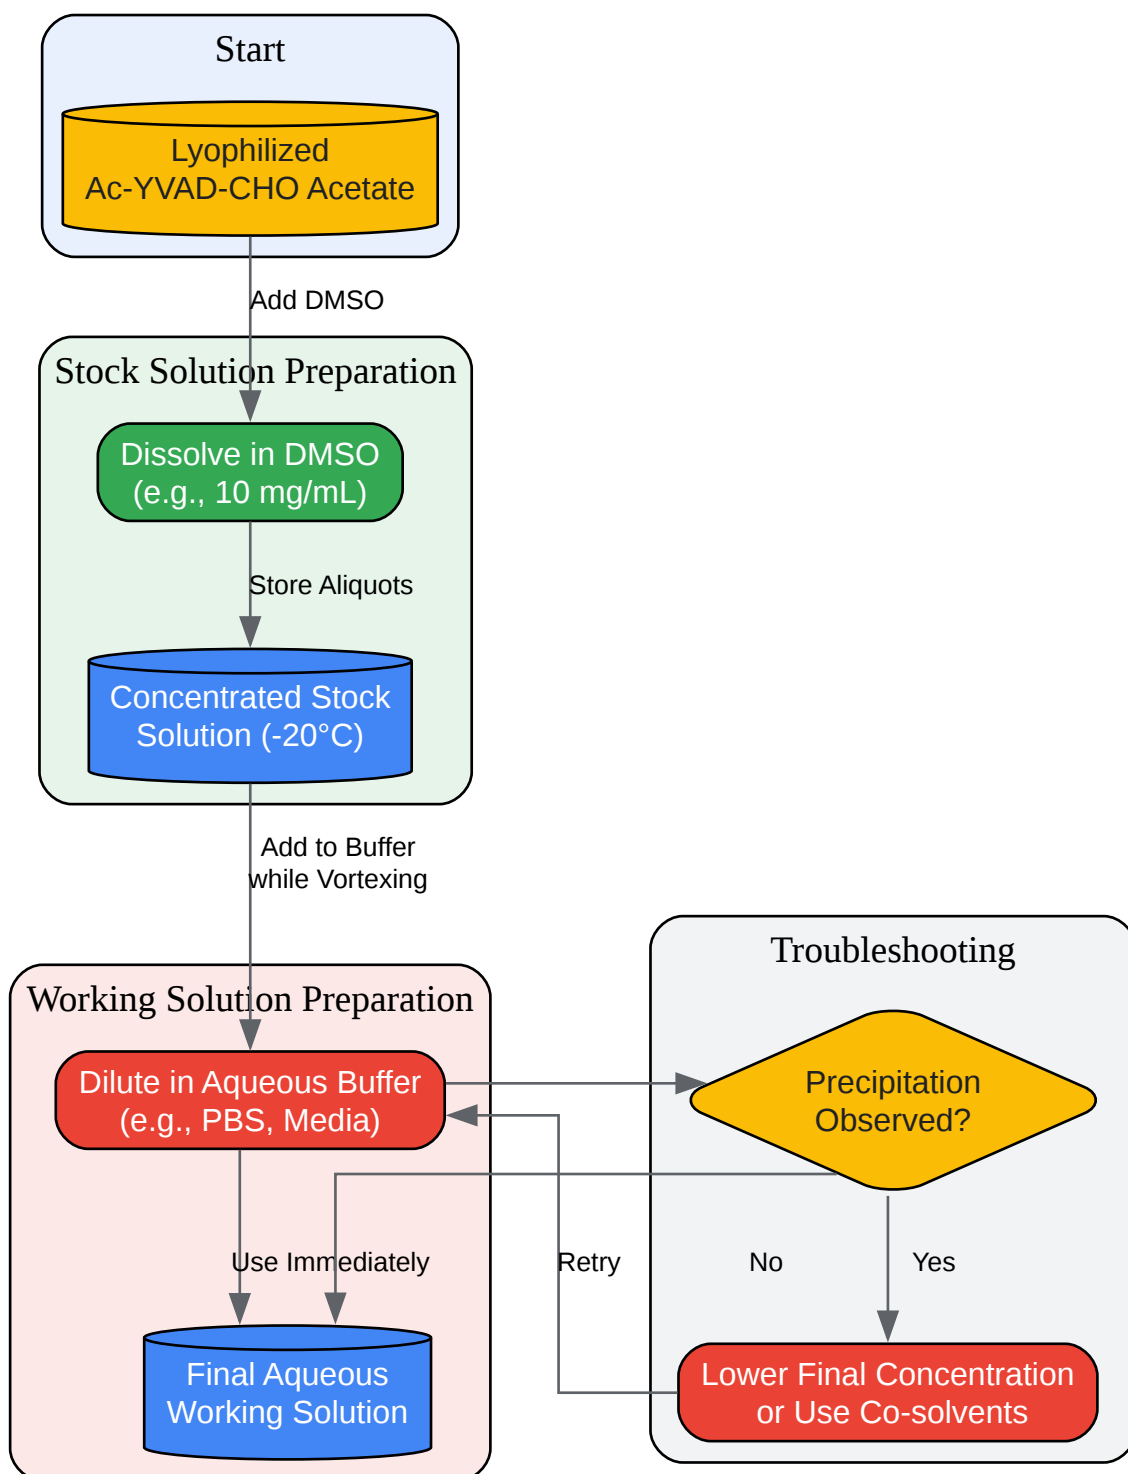 Start
Lyophilized
Ac-YVAD-CHO Acetate
Add DMSO
Stock Solution Preparation
Dissolve in DMSO
(e.g., 10 mg/mL)
Store Aliquots
Concentrated Stock
Solution (-20°C)
Add to Buffer
while Vortexing
Working Solution Preparation
Dilute in Aqueous Buffer
(e.g., PBS, Media)
Use Immediately
Final Aqueous
Working Solution
Troubleshooting
Precipitation
Observed?
Retry
No
Yes
Lower Final Concentration
or Use Co-solvents